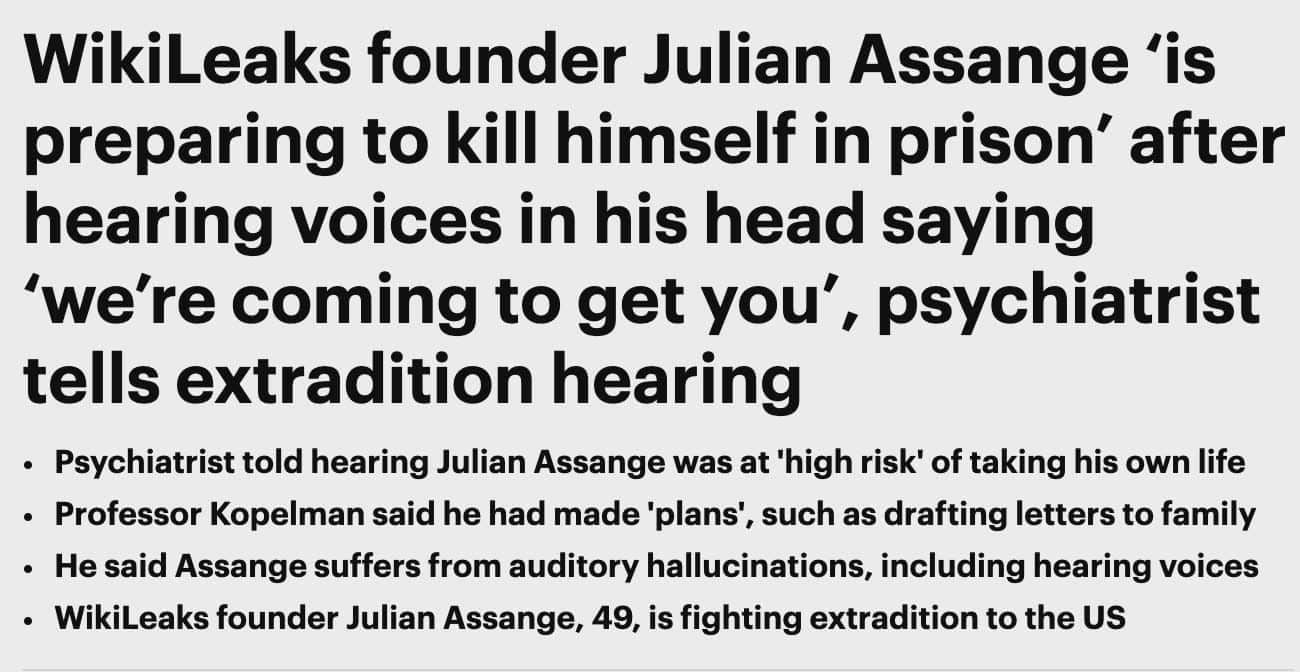 WikiLeaks founder Julian Assange ‘is
preparing to kill himself in prison’ after
hearing voices in his head saying
‘we’re coming to get you’, psychiatrist
tells extradition hearing
• Psychiatrist told hearing Julian Assange was at 'high risk' of taking his own life
• Professor Kopelman said he had made 'plans', such as drafting letters to family
• He said Assange suffers from auditory hallucinations, including hearing voices
• WikiLeaks founder Julian Assange, 49, is fighting extradition to the US